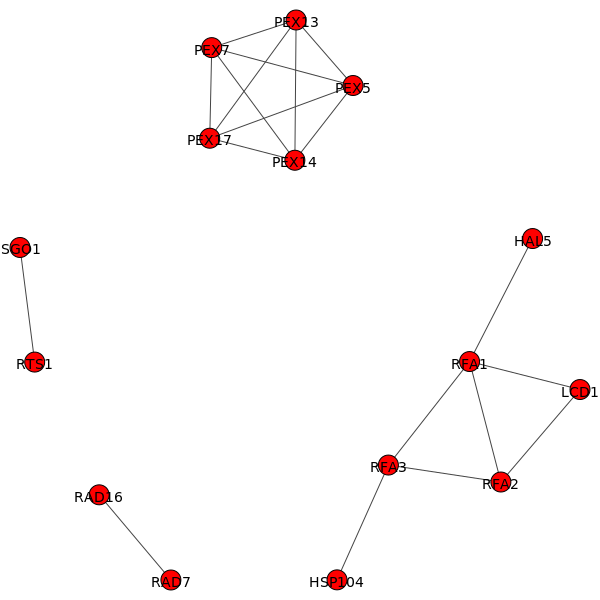 PEX13
PEX7
PEX5
PEX17
PEX14
HAL5
SGO1
RTS1
RFA1
LCD1
RFA3
RFA2
RAD16
RAD7
HSP104